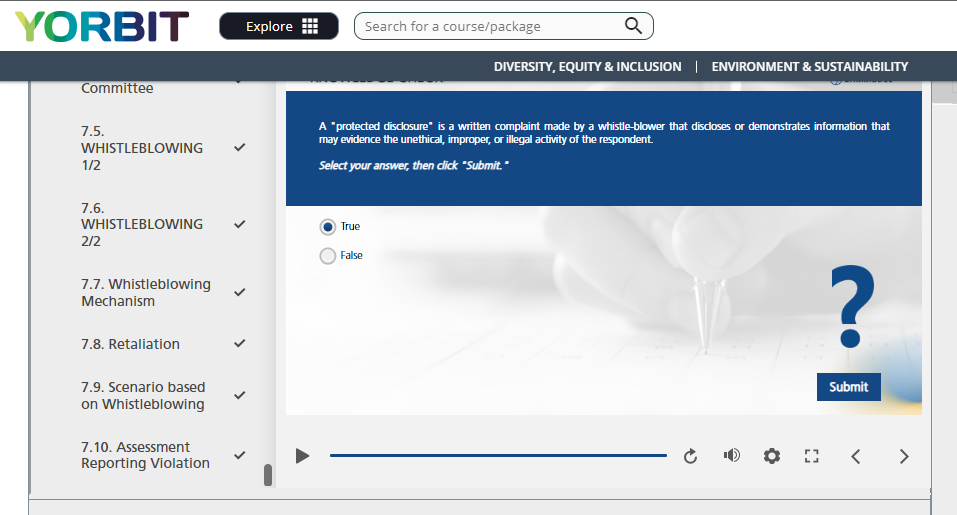 YORBIT
Explore
Search for a course/package
DIVERSITY, EQUITY & INCLUSION | ENVIRONMENT & SUSTAINABILITY
Committee
7.5.
WHISTLEBLOWING
1/2
7.6.
WHISTLEBLOWING
2/2
7.7. Whistleblowing
Mechanism
7.8. Retaliation
7.9. Scenario based
on Whistleblowing
7.10. Assessment
Reporting Violation
KNOWLEDGE CHECK
A "protected disclosure" is a written complaint made by a whistle-blower that discloses or demonstrates information that
may evidence the unethical, improper, or illegal activity of the respondent.
Select your answer, then click "Submit."
True
False
?
Submit